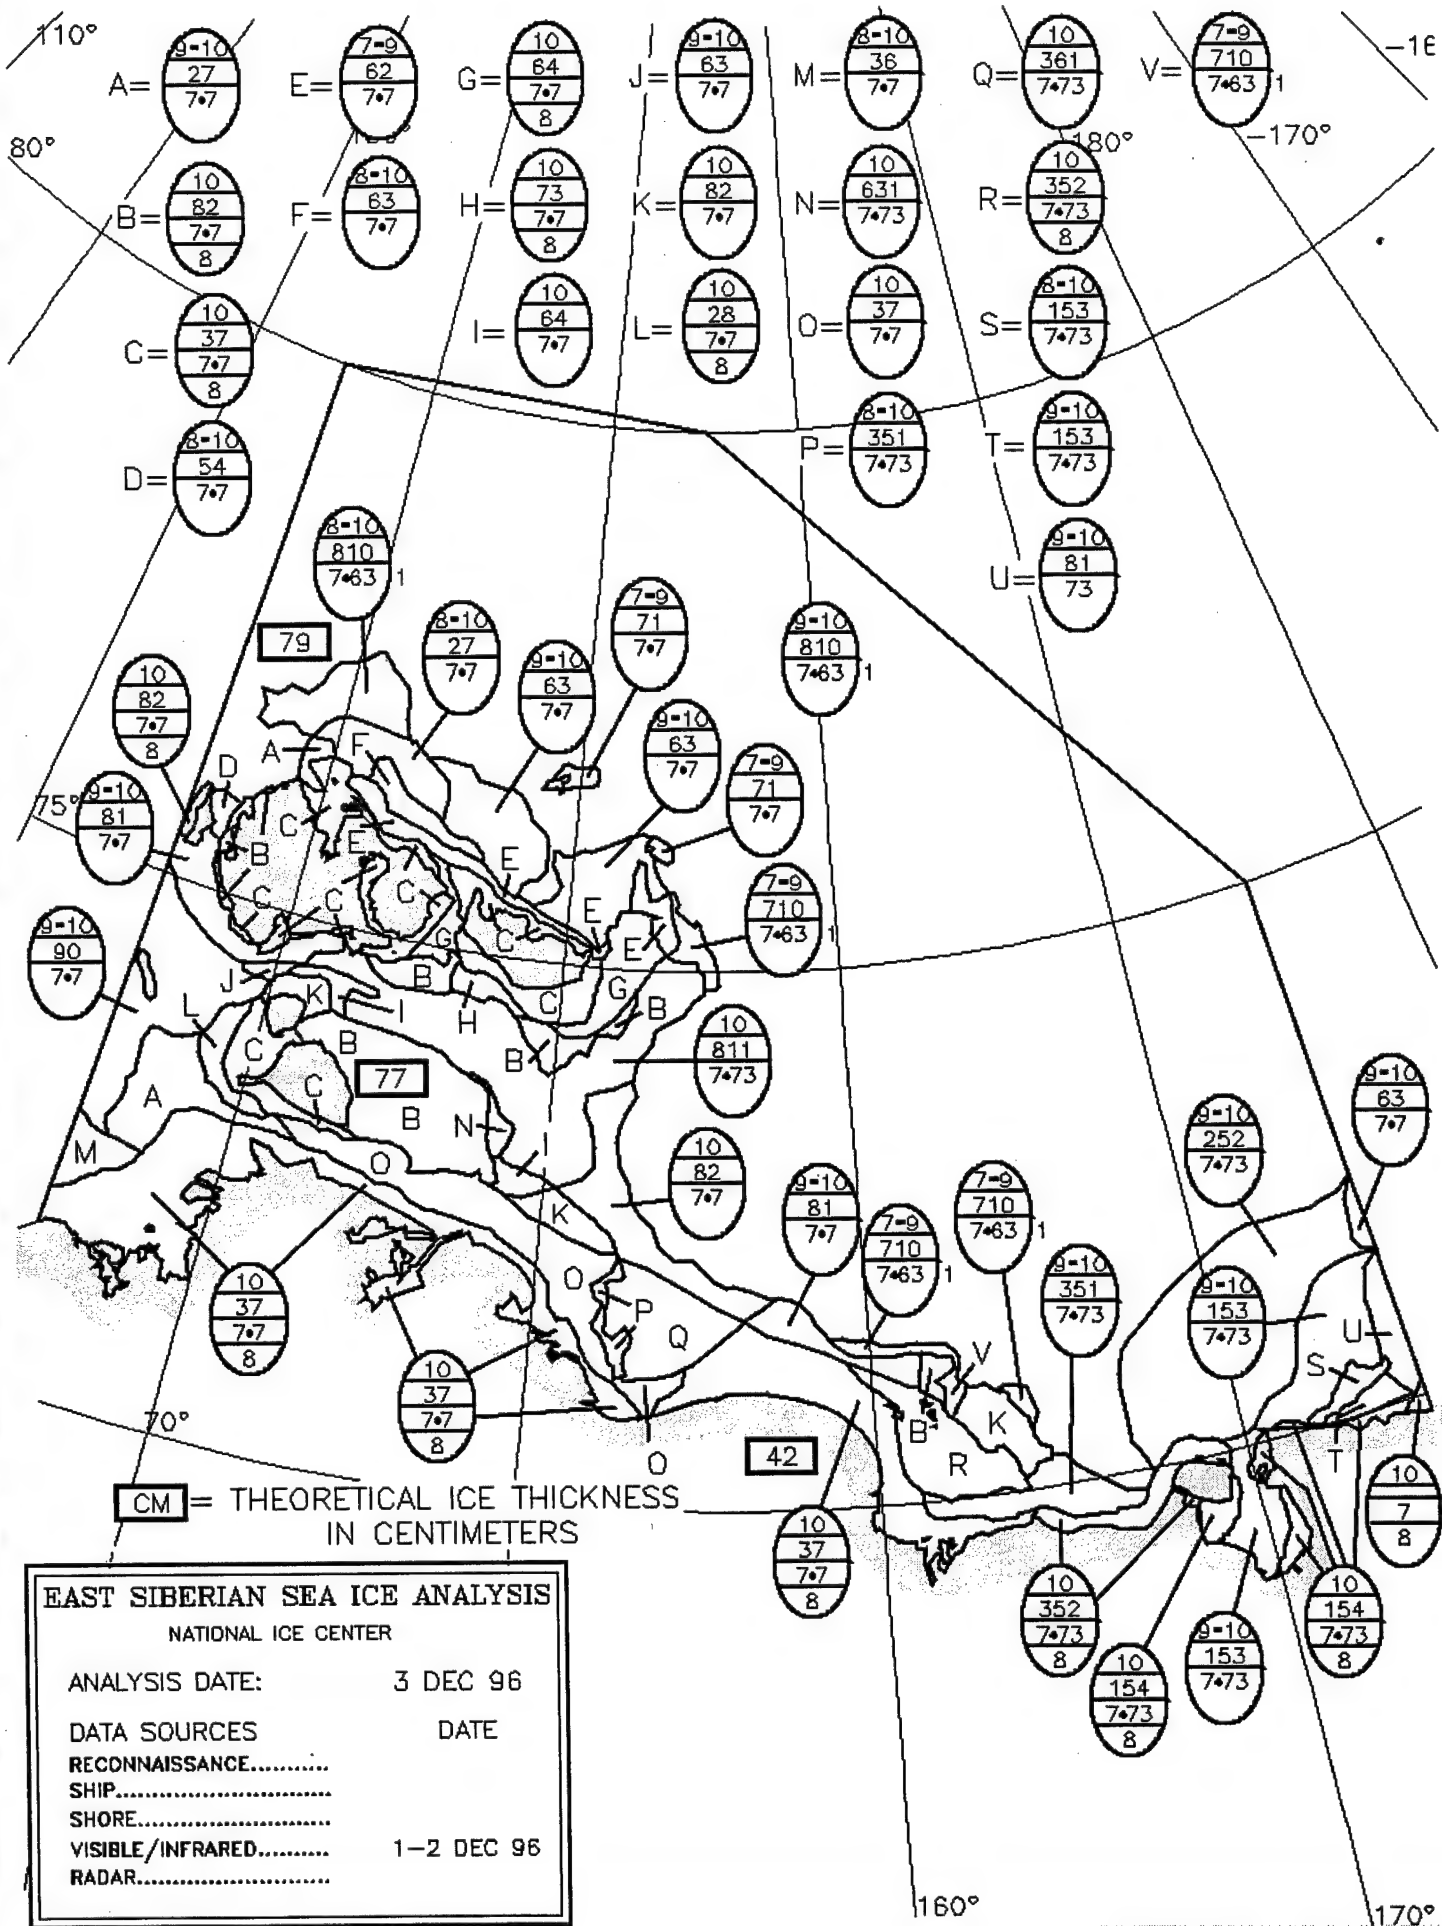 110°
80°
75°
70°
180°
-170°
-16
160°
170°
A= 9-10 27 7•7
B= 10 82 7•7 8
C= 10 37 7•7 8
D= 8-10 54 7•7
E= 7-9 62 7•7
F= 8-10 63 7•7
G= 10 64 7•7 8
H= 10 73 7•7 8
I= 10 64 7•7
J= 9-10 63 7•7
K= 10 82 7•7
L= 10 28 7•7 8
M= 8-10 36 7•7
N= 10 631 7•73
O= 10 37 7•7
P= 8-10 351 7•73
Q= 10 361 7•73
R= 10 352 7•73 8
S= 8-10 153 7•73
T= 9-10 153 7•73
U= 9-10 81 73
V= 7-9 710 7•63 1
8-10 810 7•63 1
79
8-10 27 7•7
9-10 63 7•7
7-9 71 7•7
9-10 810 7•63 1
10 82 7•7 8
9-10 63 7•7
7-9 71 7•7
9-10 81 7•7
7-9 710 7•63 1
9-10 90 7•7
10 811 7•73
77
10 82 7•7
9-10 81 7•7
7-9 710 7•63 1
7-9 710 7•63 1
9-10 351 7•73
9-10 252 7•73
9-10 63 7•7
9-10 153 7•73
10 37 7•7 8
10 37 7•7 8
42
10 37 7•7 8
10 352 7•73 8
10 154 7•73 8
9-10 153 7•73
10 154 7•73 8
10 7 8
A
F
D
C
E
B
C
C
C
C
E
E
G
C
E
C
G
B
B
H
B
J
K
I
L
C
B
C
B
A
M
N
I
O
K
O
P
Q
O
B
V
K
R
U
S
T
CM = THEORETICAL ICE THICKNESS
IN CENTIMETERS
EAST SIBERIAN SEA ICE ANALYSIS
NATIONAL ICE CENTER
ANALYSIS DATE: 3 DEC 96
DATA SOURCES DATE
RECONNAISSANCE..........
SHIP...........................
SHORE........................
VISIBLE/INFRARED......... 1-2 DEC 96
RADAR........................